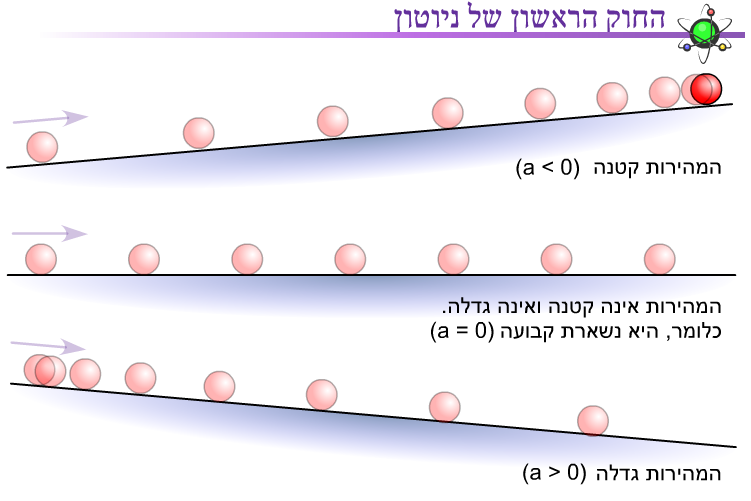 החוק הראשון של ניוטון
המהירות קטנה (a < 0)
המהירות אינה קטנה ואינה גדלה.
כלומר, היא נשארת קבועה (a = 0)
המהירות גדלה (a > 0)